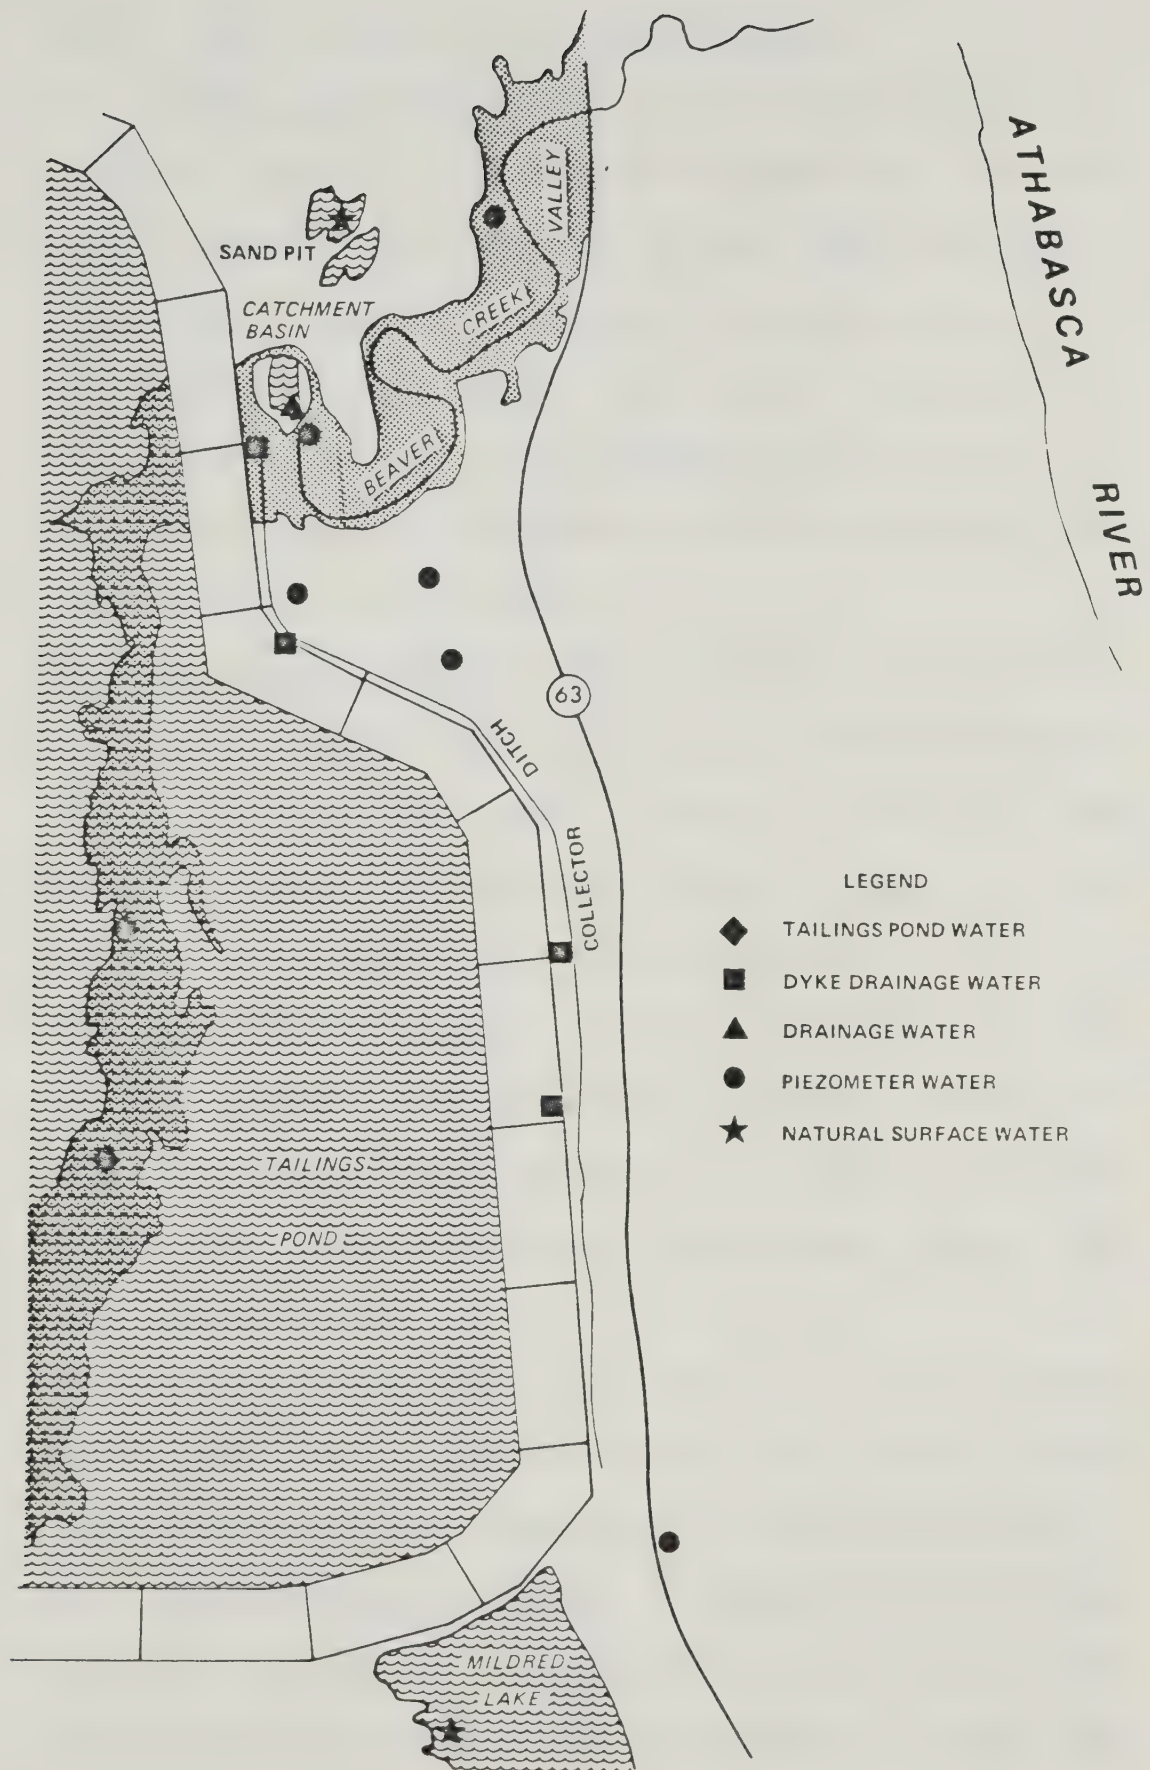 ATHABASCA
RIVER
VALLEY
SAND PIT
CREEK
CATCHMENT
BASIN
BEAVER
63
DITCH
COLLECTOR
LEGEND
TAILINGS POND WATER
DYKE DRAINAGE WATER
DRAINAGE WATER
PIEZOMETER WATER
NATURAL SURFACE WATER
TAILINGS
POND
MILDRED
LAKE